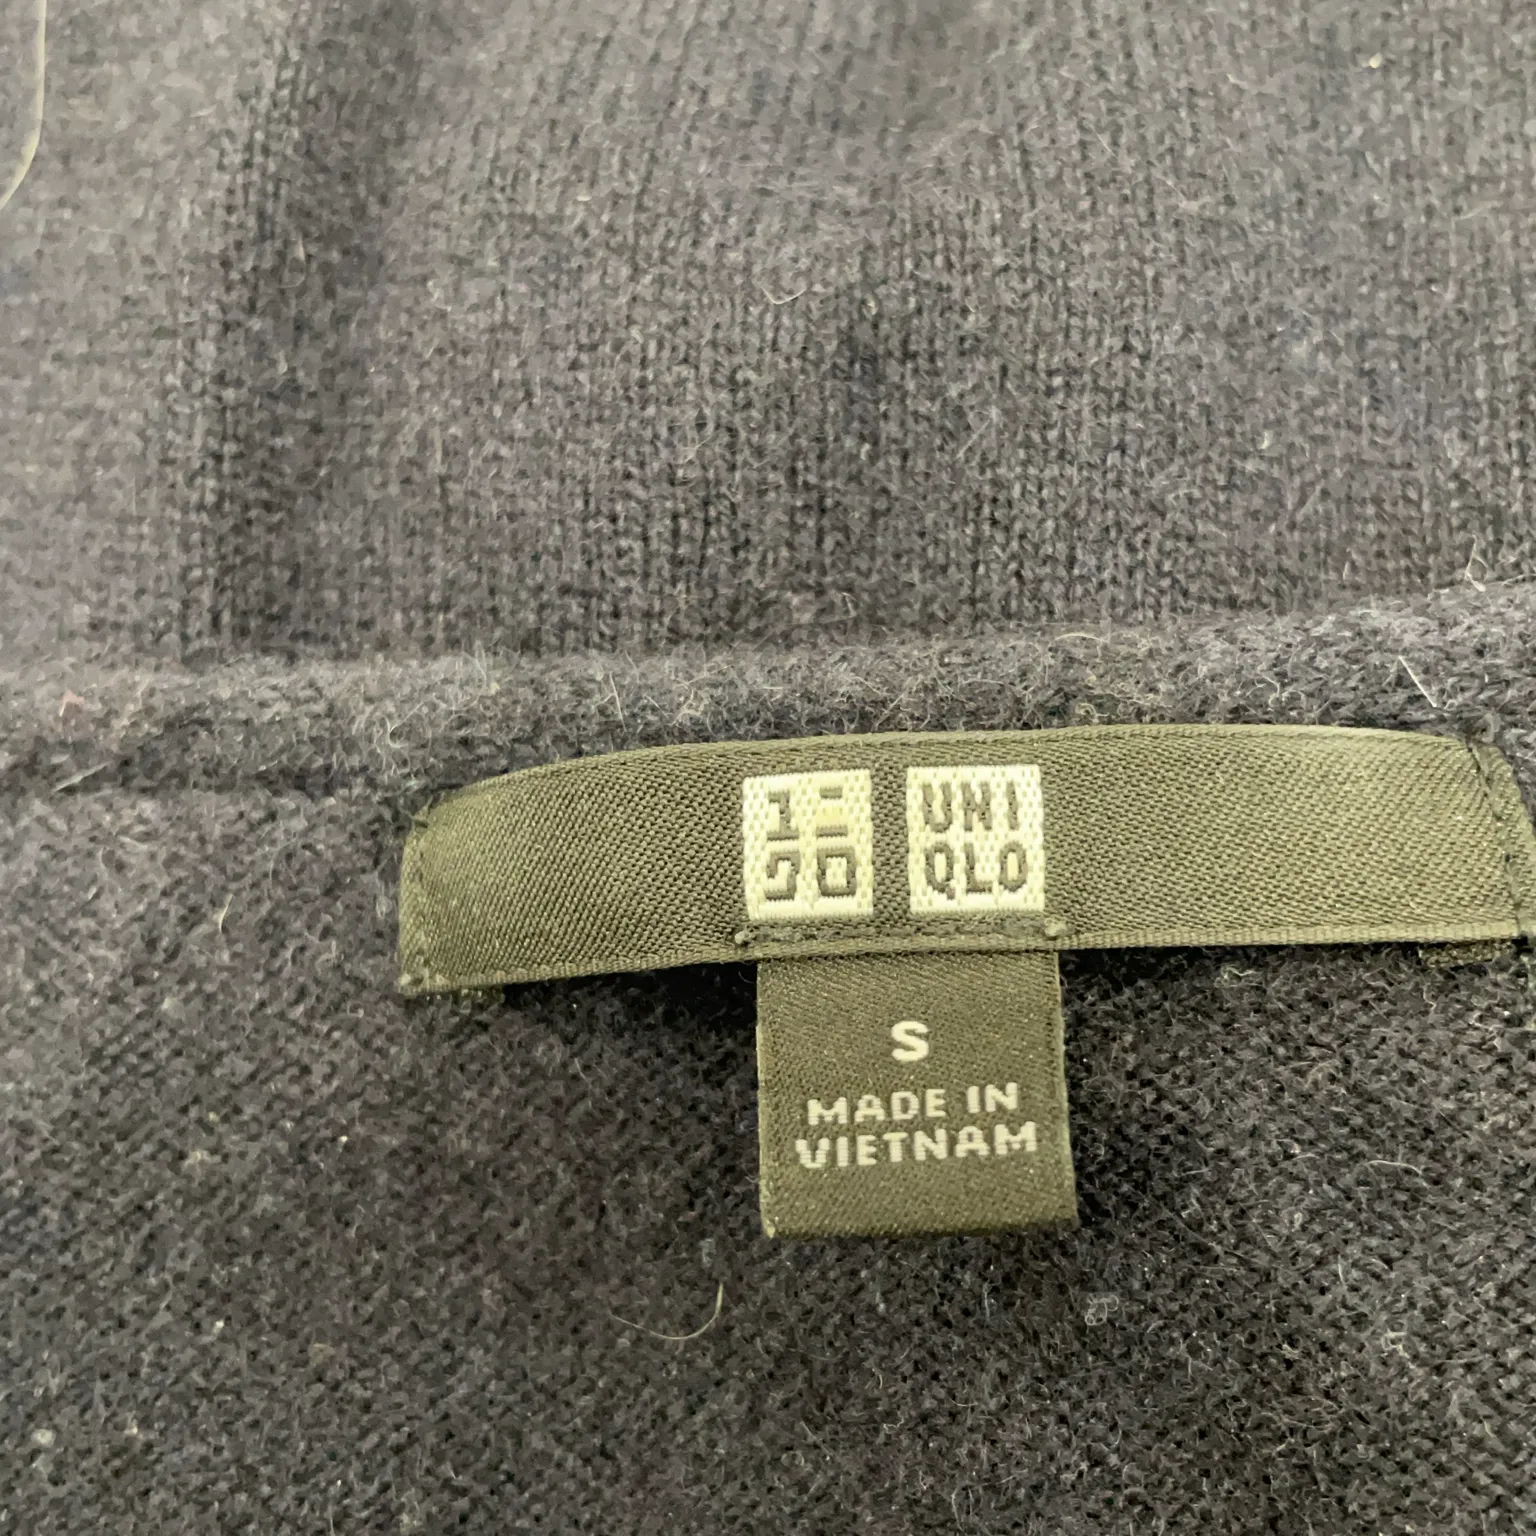 ユニ
クロ
UNI
QLO
S
MADE IN
VIETNAM